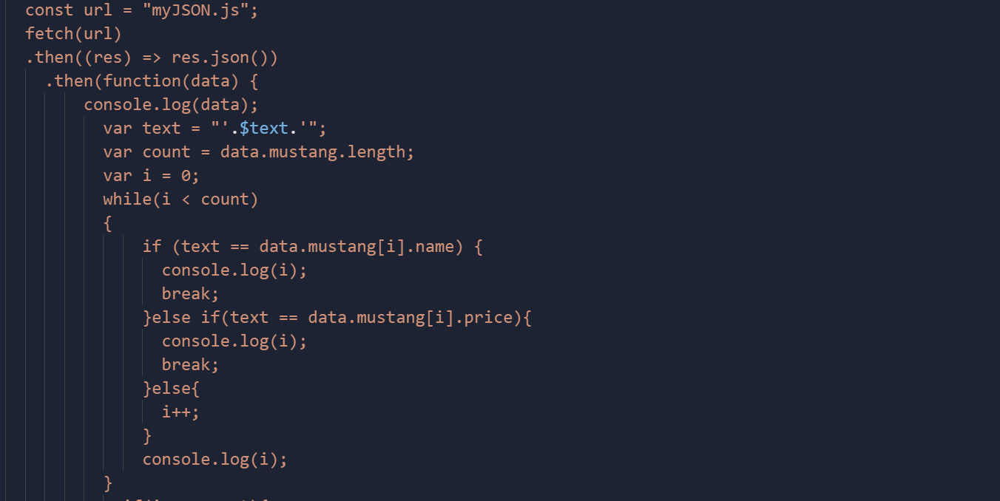 const url = "myJSON.js";
fetch(url)
.then((res) => res.json())
.then(function(data) {
console.log(data);
var text = "'.$text.'";
var count = data.mustang.length;
var i = 0;
while(i < count)
{
if (text == data.mustang[i].name) {
console.log(i);
break;
}else if(text == data.mustang[i].price){
console.log(i);
break;
}else{
i++;
}
console.log(i);
}